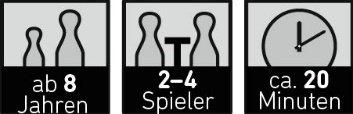 ab 8
Jahren
2–4
Spieler
ca. 20
Minuten